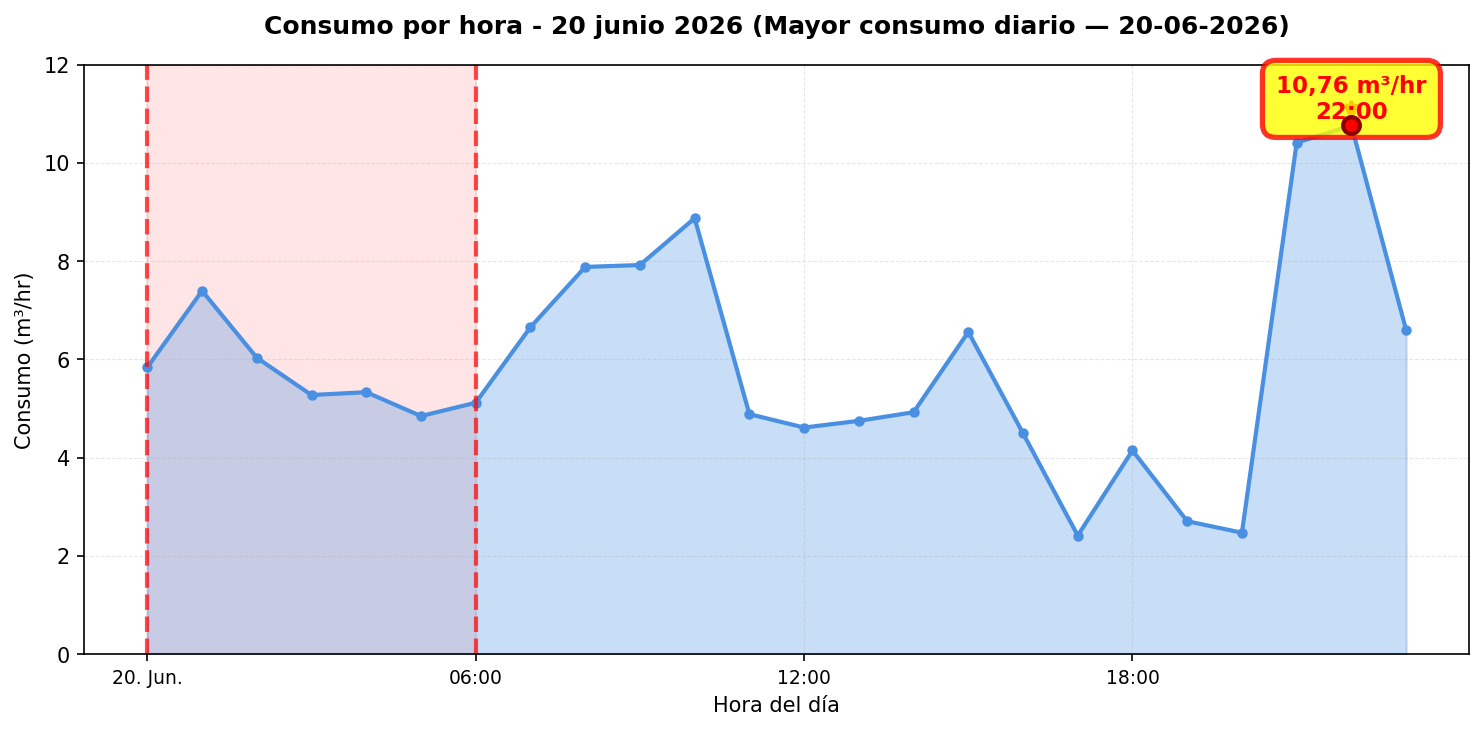 Consumo por hora - 20 junio 2026 (Mayor consumo diario — 20-06-2026)
10,76 m³/hr
22:00
Consumo (m³/hr)
12
10
8
6
4
2
0
20. Jun.
06:00
12:00
18:00
Hora del día